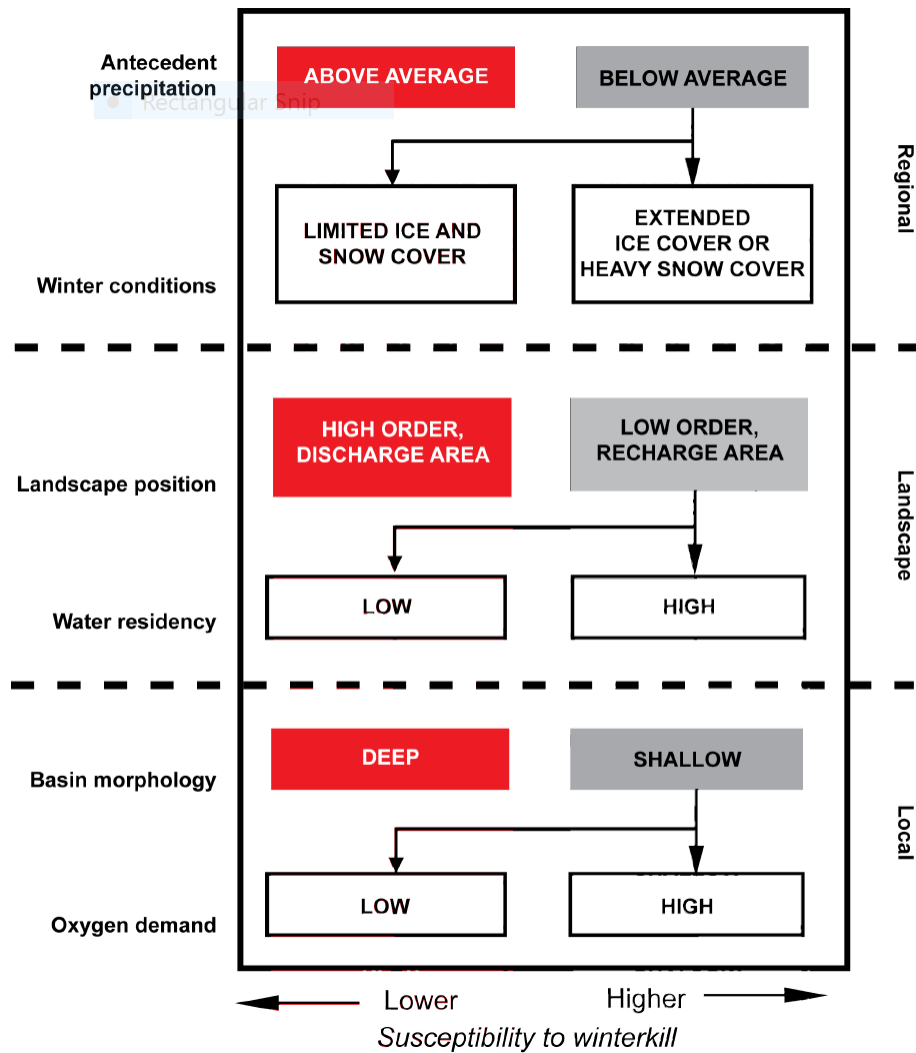 Antecedent
precipitation
Rectangular Snip
ABOVE AVERAGE
BELOW AVERAGE
Regional
LIMITED ICE AND
SNOW COVER
EXTENDED
ICE COVER OR
HEAVY SNOW COVER
Winter conditions
HIGH ORDER,
DISCHARGE AREA
LOW ORDER,
RECHARGE AREA
Landscape position
Landscape
LOW
HIGH
Water residency
DEEP
SHALLOW
Basin morphology
Local
LOW
HIGH
Oxygen demand
Lower
Higher
Susceptibility to winterkill